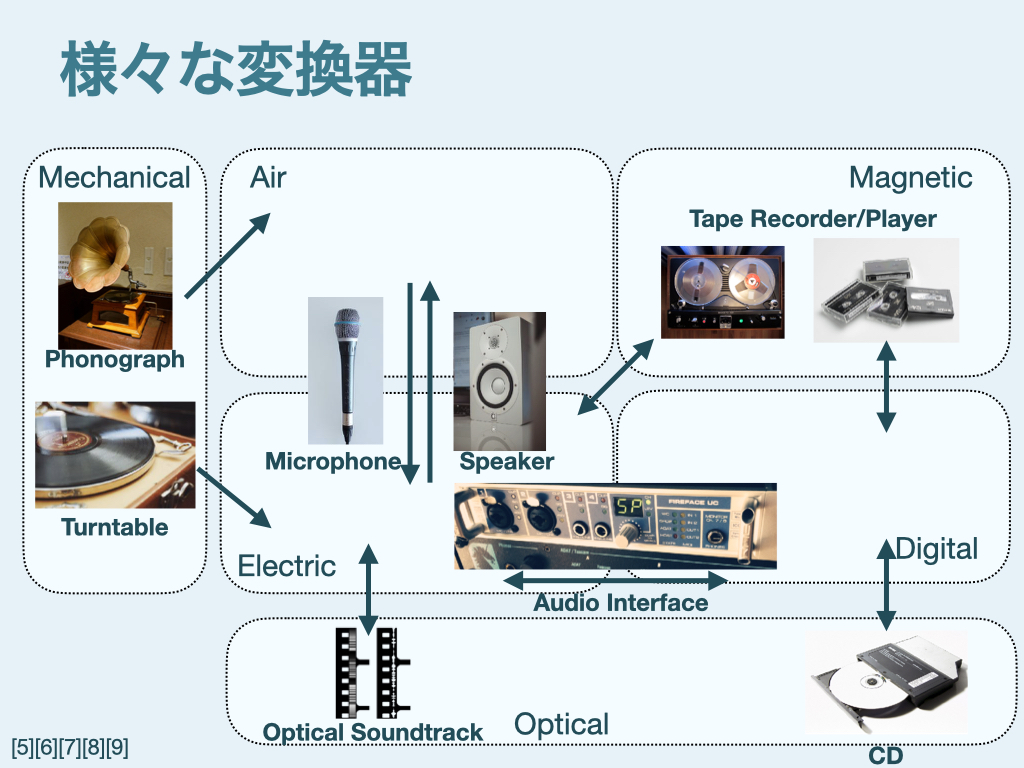 様々な変換器
Mechanical
Air
Magnetic
Tape Recorder/Player
Phonograph
Microphone
Speaker
SP
FIREFACE UC
Turntable
Electric
Digital
Audio Interface
Optical Soundtrack
Optical
CD
[5][6][7][8][9]